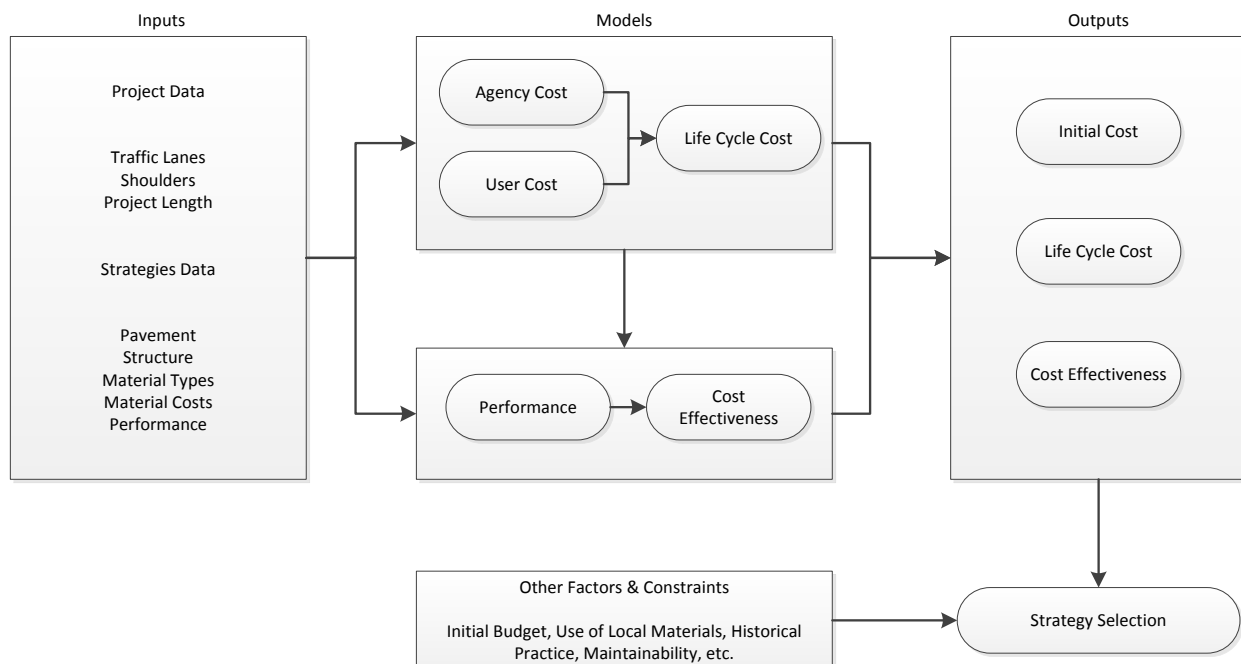 Inputs
Models
Outputs
Project Data
Traffic Lanes
Shoulders
Project Length
Strategies Data
Pavement
Structure
Material Types
Material Costs
Performance
Agency Cost
User Cost
Life Cycle Cost
Performance
Cost
Effectiveness
Initial Cost
Life Cycle Cost
Cost Effectiveness
Other Factors & Constraints
Initial Budget, Use of Local Materials, Historical
Practice, Maintainability, etc.
Strategy Selection